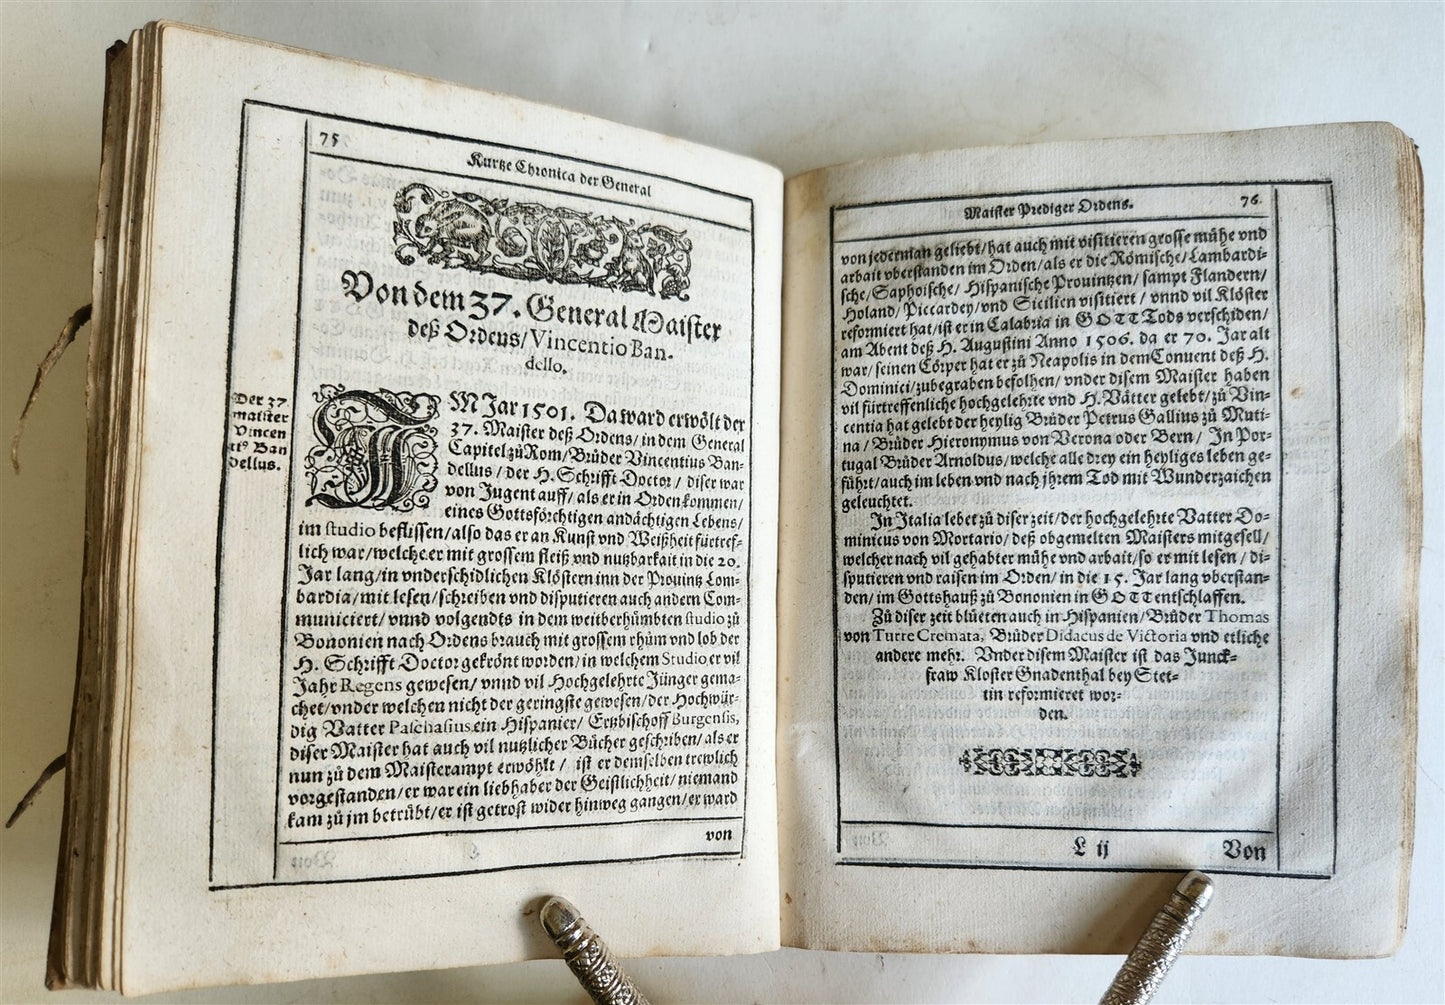 75
Kurtze Chronica der General
Von dem 37. General Maister
deß Ordens/Vincentio Ban-
dello.
Der 37.
maister
Vincen
ti⁹ Ban
dellus.
IM Jar 1501. Da ward erwölt der
37. Maister deß Ordens/in dem General
Capitel zů Rom/Brůder Vincentius Ban-
dellus/der H. Schrifft Doctor/diser war
von Jugent auff/als er in Orden kommen/
eines Gottsförchtigen andächtigen Lebens/
im studio beflissen/also das er an Kunst vnd Weißheit fürtref-
lich war/welche er mit grossem fleiß vnd nutzbarkait in die 20.
Jar lang/in vnderschidlichen Klöstern inn der Prouintz Lom-
bardia/mit lesen/schreiben vnd disputieren auch andern Com-
municiert/vnnd volgendts in dem weitberhümbten studio zů
Bononien nach Ordens brauch mit grossem rhům vnd lob der
H. Schrifft Doctor gekrönt worden/in welchem Studio er vil
Jahr Regens gewesen/vnnd vil Hochgelehrte Jünger gema-
chet/vnder welchen nicht der geringste gewesen/der Hochwür-
dig Vatter Paschasius ein Hispanier/Ertzbischoff Burgensis,
diser Maister hat auch vil nutzlicher Bücher geschriben/als er
nun zů dem Maisterampt erwöhlt/ist er demselben trewlich
vorgestanden/er war ein liebhaber der Geistlichheit/niemand
kam zů jm betrübt/er ist getrost wider hinweg gangen/er ward
von
Maister Prediger Ordens.
76
von jederman geliebt/hat auch mit visitieren grosse mühe vnd
arbait vberstanden im Orden/als er die Römische/Lambardi-
sche/Saphoische/Hispanische Prouintzen/sampt Flandern/
Holand/Piccardey/vnd Sicilien visitiert/vnnd vil Klöster
reformiert hat/ist er in Calabria in GOTT Tods verschiden/
am Abent deß H. Augustini Anno 1506. da er 70. Jar alt
war/seinen Cörper hat er zů Neapolis in dem Conuent deß H.
Dominici/zubegraben befolhen/vnder disem Maister haben
vil fürtreffenliche hochgelehrte vnd H. Vätter gelebt/zů Vin-
centia hat gelebt der heylig Brůder Petrus Gallius zů Muti-
na/Brůder Hieronymus von Verona oder Bern/In Por-
tugal Brůder Arnoldus/welche alle drey ein heyliges leben ge-
führt/auch im leben vnd nach jhrem Tod mit Wunderzaichen
geleuchtet.
In Italia lebet zů diser zeit/der hochgelehrte Vatter Do-
minicus von Mortario/deß obgemelten Maisters mitgesell/
welcher nach vil gehabter mühe vnd arbait/so er mit lesen/di-
sputieren vnd raisen im Orden/in die 15. Jar lang vberstan-
den/im Gottshauß zů Bononien in GOTT entschlaffen.
Zů diser zeit blüeten auch in Hispanien/Brůder Thomas
von Turre Cremata, Brůder Didacus de Victoria vnd etliche
andere mehr. Vnder disem Maister ist das Junck-
fraw Kloster Gnadenthal bey Stet-
tin reformieret wor-
den.
L ij
Von